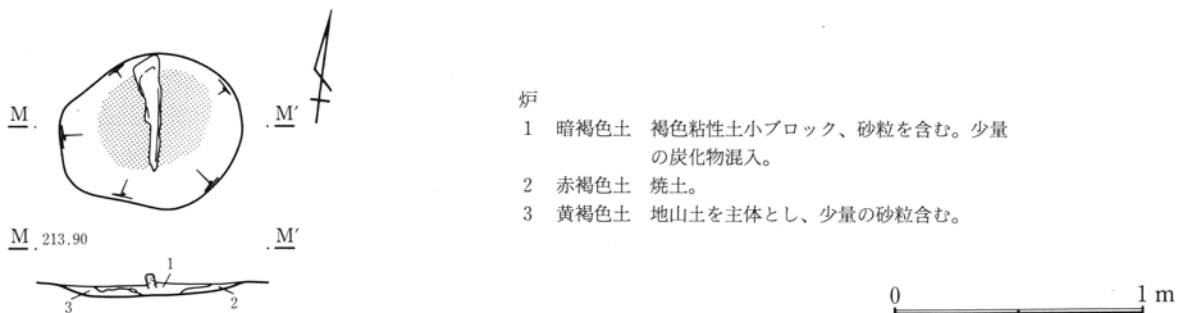 M . . M′
M . 213.90 . M′
1
3 2
炉
1 暗褐色土 褐色粘性土小ブロック、砂粒を含む。少量
の炭化物混入。
2 赤褐色土 焼土。
3 黄褐色土 地山土を主体とし、少量の砂粒含む。
0 1 m